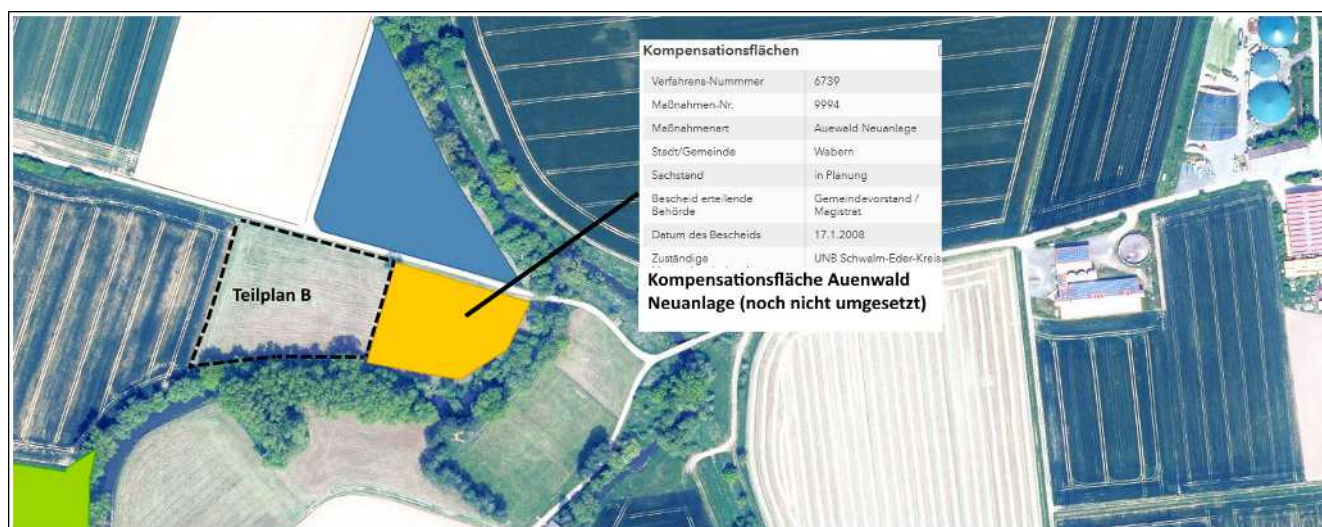 Kompensationsflächen
Verfahrens-Nummmer 6739
Maßnahmen-Nr. 9994
Maßnahmenart Auewald Neuanlage
Stadt/Gemeinde Wabern
Sachstand in Planung
Bescheid erteilende Gemeindevorstand /
Behörde Magistrat
Datum des Bescheids 17.1.2008
Zuständige UNB Schwalm-Eder-Kreis
Kompensationsfläche Auenwald
Neuanlage (noch nicht umgesetzt)
Teilplan B